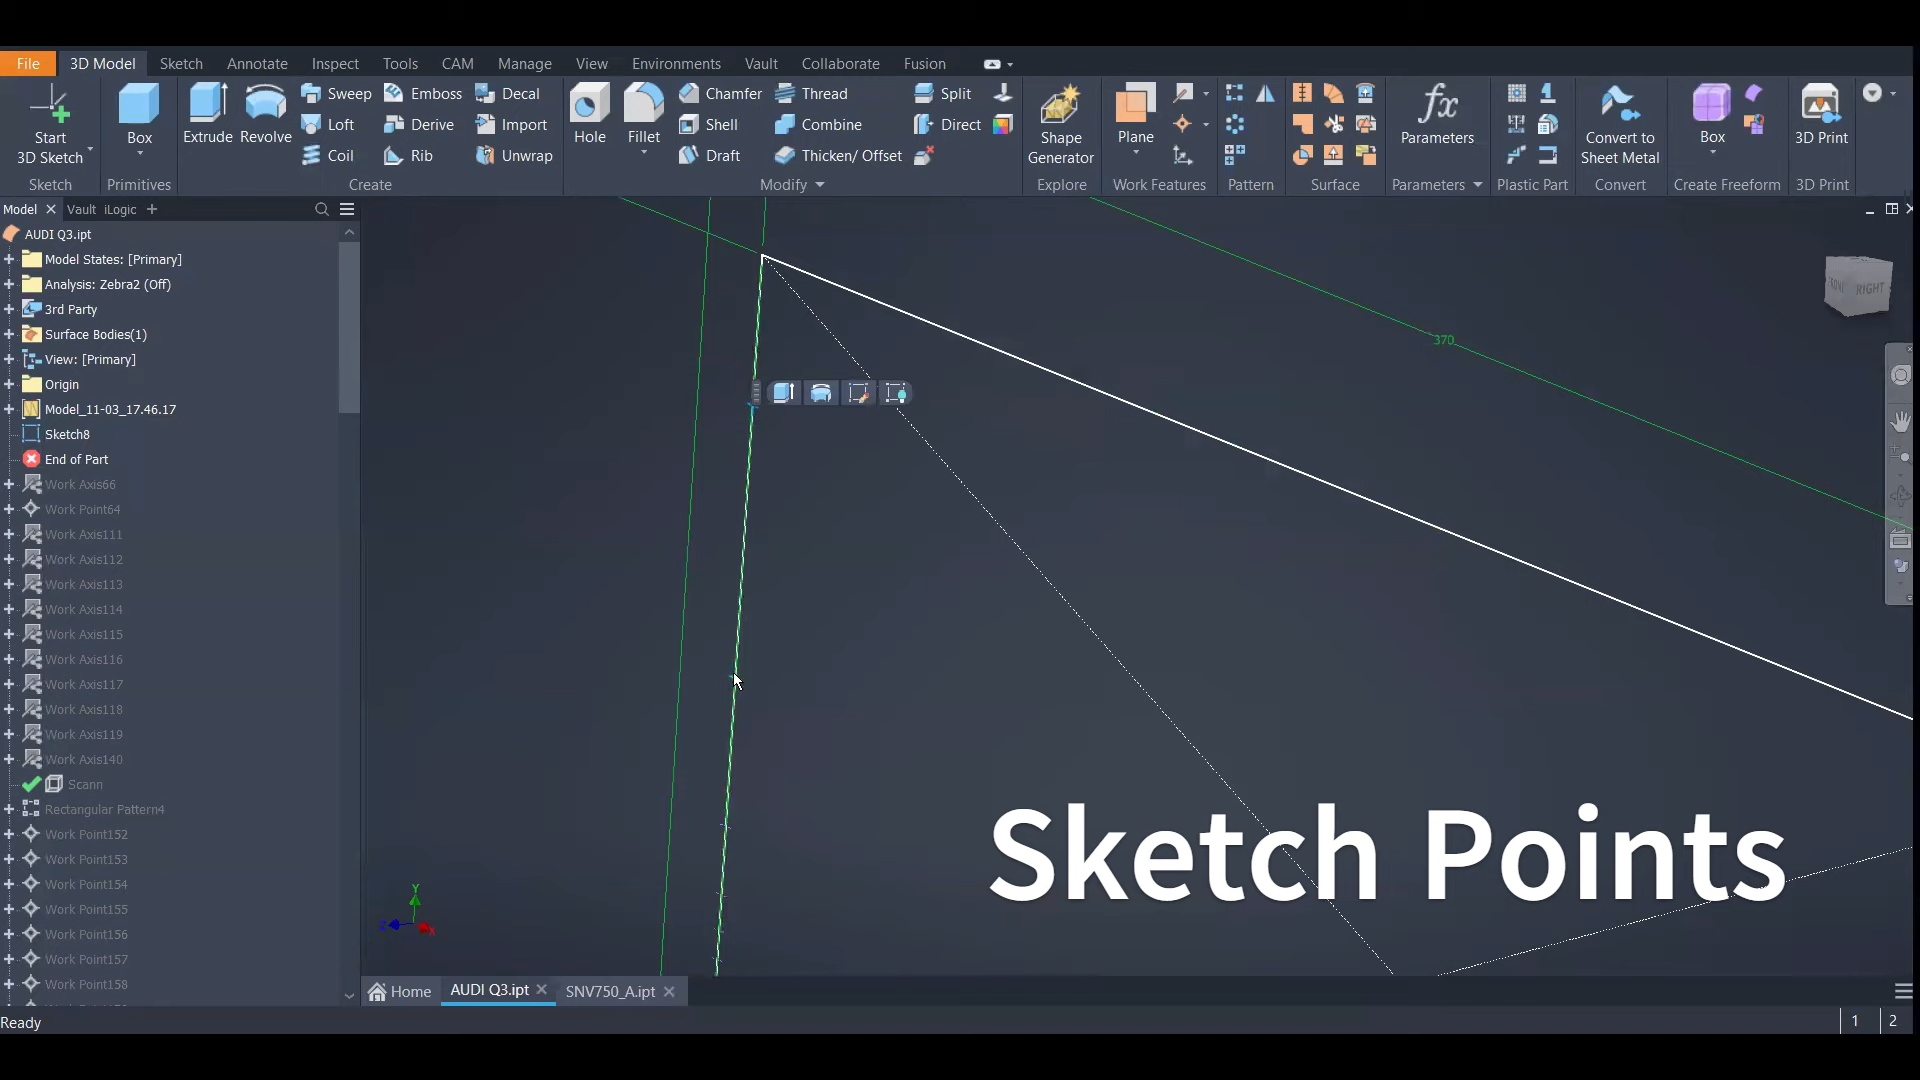 File 3D Model Sketch Annotate Inspect Tools CAM Manage View Environments Vault Collaborate Fusion
Start
3D Sketch
Box
Extrude
Revolve
Sweep
Loft
Coil
Emboss
Derive
Rib
Decal
Import
Unwrap
Hole
Fillet
Chamfer
Shell
Draft
Thread
Combine
Thicken/ Offset
Split
Direct
Shape
Generator
Plane
fx
Parameters
Convert to
Sheet Metal
Box
3D Print
Sketch Primitives Create Modify Explore Work Features Pattern Surface Parameters Plastic Part Convert Create Freeform 3D Print
Model Vault iLogic
AUDI Q3.ipt
Model States: [Primary]
Analysis: Zebra2 (Off)
3rd Party
Surface Bodies(1)
View: [Primary]
Origin
Model_11-03_17.46.17
Sketch8
End of Part
Work Axis66
Work Point64
Work Axis111
Work Axis112
Work Axis113
Work Axis114
Work Axis115
Work Axis116
Work Axis117
Work Axis118
Work Axis119
Work Axis140
Scann
Rectangular Pattern4
Work Point152
Work Point153
Work Point154
Work Point155
Work Point156
Work Point157
Work Point158
RIGHT
370
Sketch Points
Y
Z
X
Home AUDI Q3.ipt SNV750_A.ipt
Ready
1 2